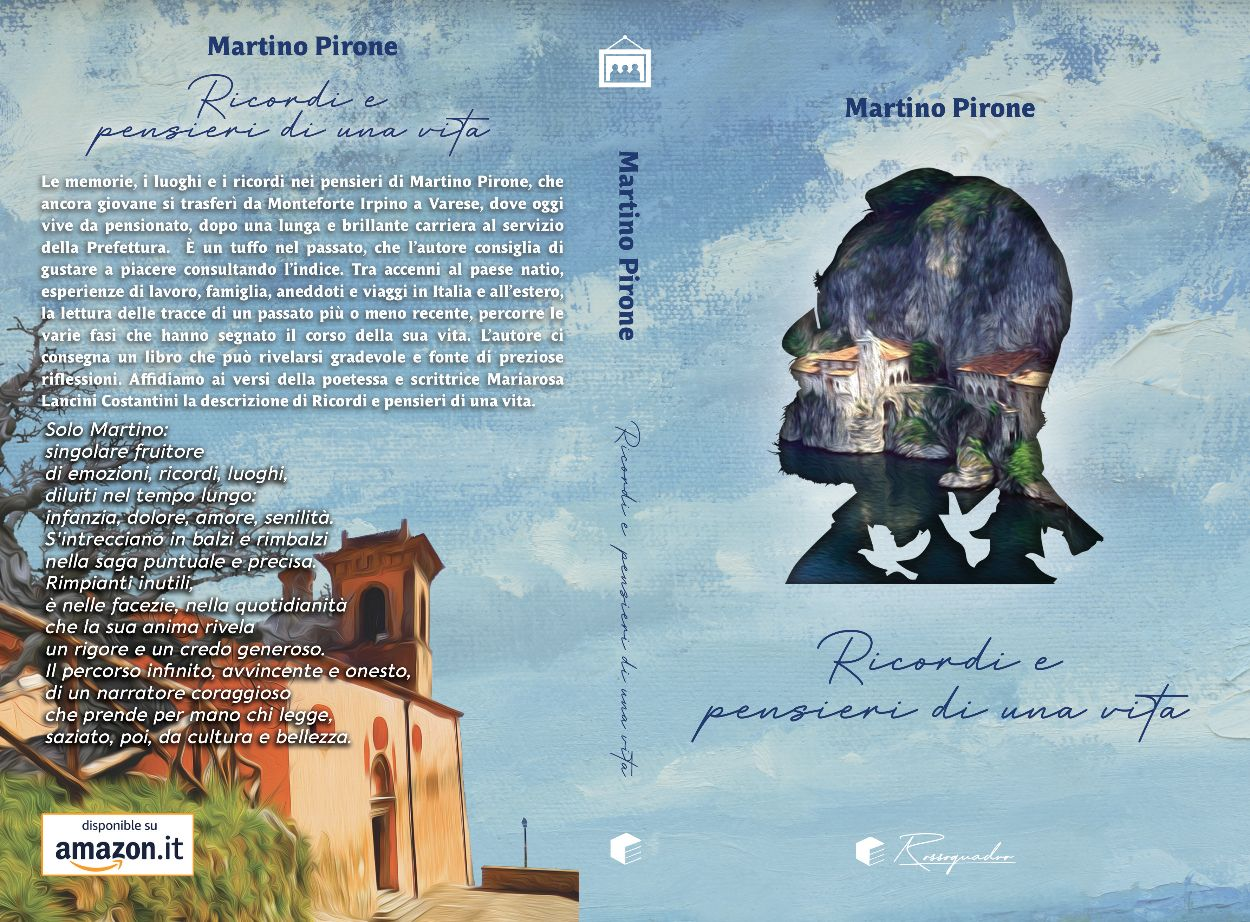 Martino Pirone
Ricordi e
pensieri di una vita
Le memorie, i luoghi e i ricordi nei pensieri di Martino Pirone, che
ancora giovane si trasferì da Monteforte Irpino a Varese, dove oggi
vive da pensionato, dopo una lunga e brillante carriera al servizio
della Prefettura. È un tuffo nel passato, che l'autore consiglia di
gustare a piacere consultando l'indice. Tra accenni al paese natio,
esperienze di lavoro, famiglia, aneddoti e viaggi in Italia e all'estero,
la lettura delle tracce di un passato più o meno recente, percorre le
varie fasi che hanno segnato il corso della sua vita. L'autore ci
consegna un libro che può rivelarsi gradevole e fonte di preziose
riflessioni. Affidiamo ai versi della poetessa e scrittrice Mariarosa
Lancini Costantini la descrizione di Ricordi e pensieri di una vita.
Solo Martino:
singolare fruitore
di emozioni, ricordi, luoghi,
diluiti nel tempo lungo:
infanzia, dolore, amore, senilità.
S'intrecciano in balzi e rimbalzi
nella saga puntuale e precisa.
Rimpianti inutili,
è nelle facezie, nella quotidianità
che la sua anima rivela
un rigore e un credo generoso.
Il percorso infinito, avvincente e onesto,
di un narratore coraggioso
che prende per mano chi legge,
saziato, poi, da cultura e bellezza.
disponibile su
amazon.it
Martino Pirone
Ricordi e pensieri di una vita
Martino Pirone
Ricordi e
pensieri di una vita
Rossoquadro